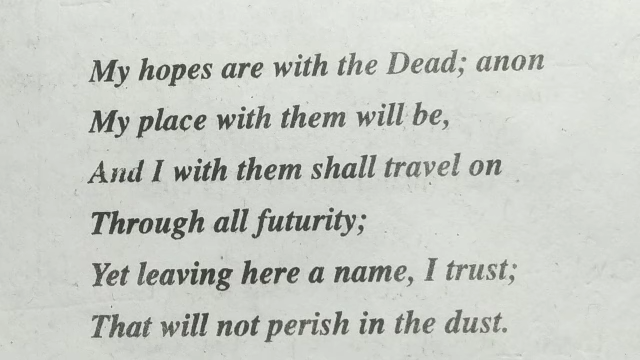 My hopes are with the Dead; anon
My place with them will be,
And I with them shall travel on
Through all futurity;
Yet leaving here a name, I trust;
That will not perish in the dust.